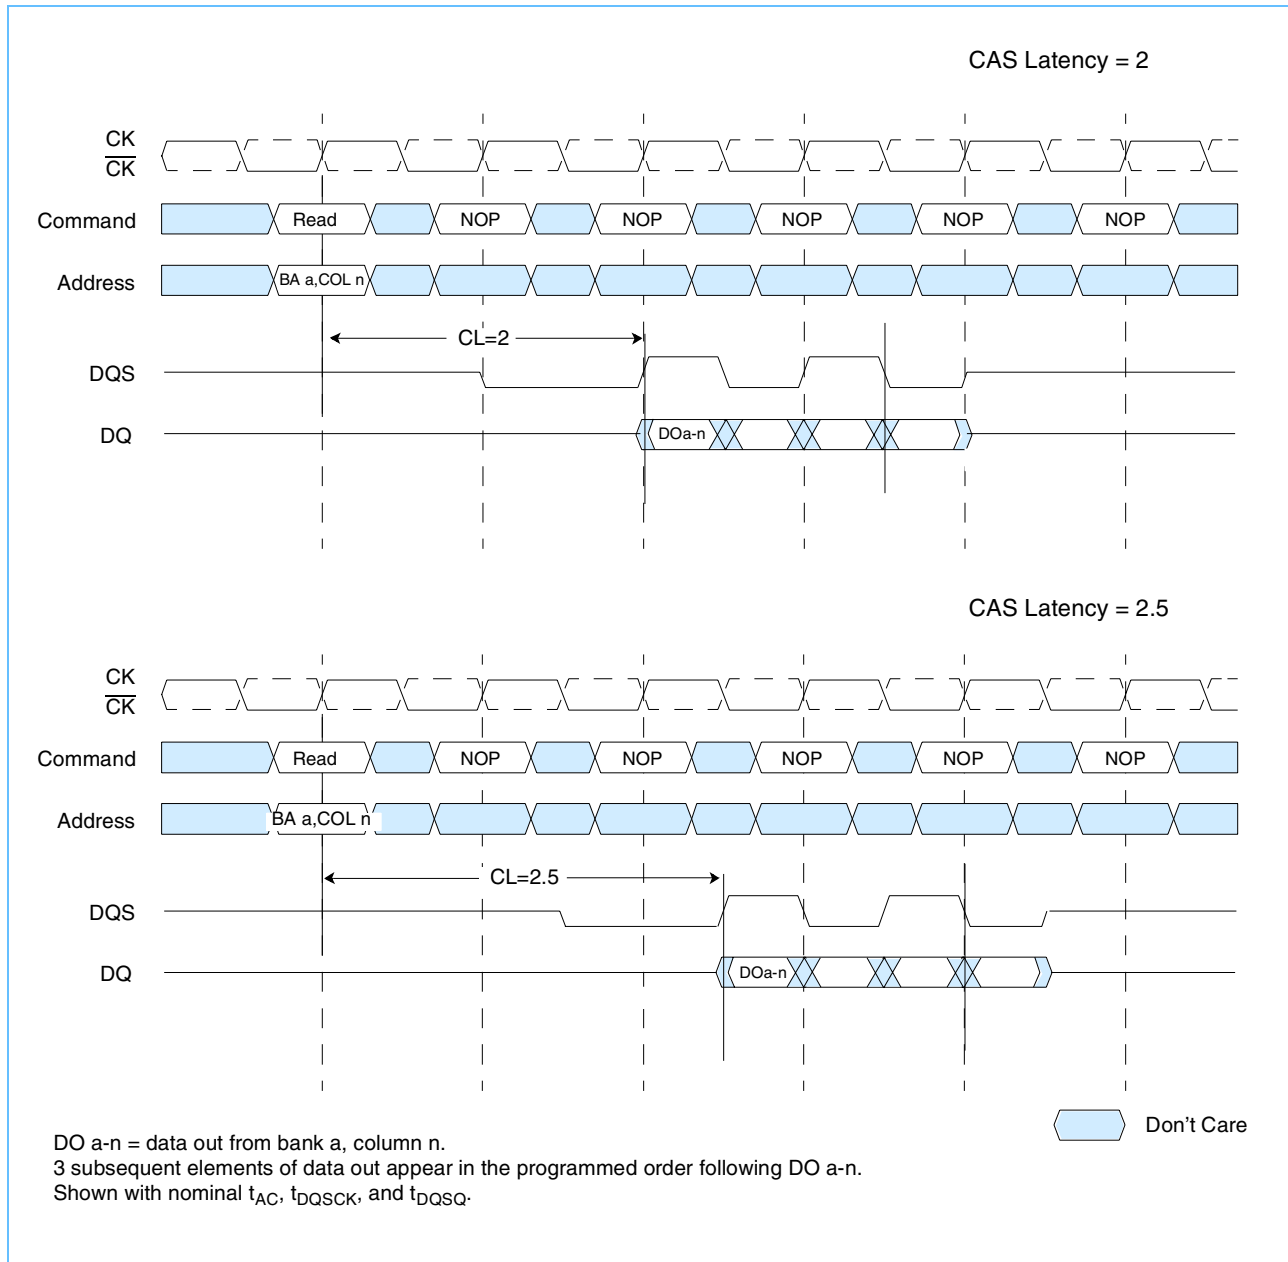 CAS Latency = 2
CK
CK
Command Read NOP NOP NOP NOP NOP
Address BA a,COL n
CL=2
DQS
DQ DOa-n
CAS Latency = 2.5
CK
CK
Command Read NOP NOP NOP NOP NOP
Address BA a,COL n
CL=2.5
DQS
DQ DOa-n
Don't Care
DO a-n = data out from bank a, column n.
3 subsequent elements of data out appear in the programmed order following DO a-n.
Shown with nominal tAC, tDQSCK, and tDQSQ.